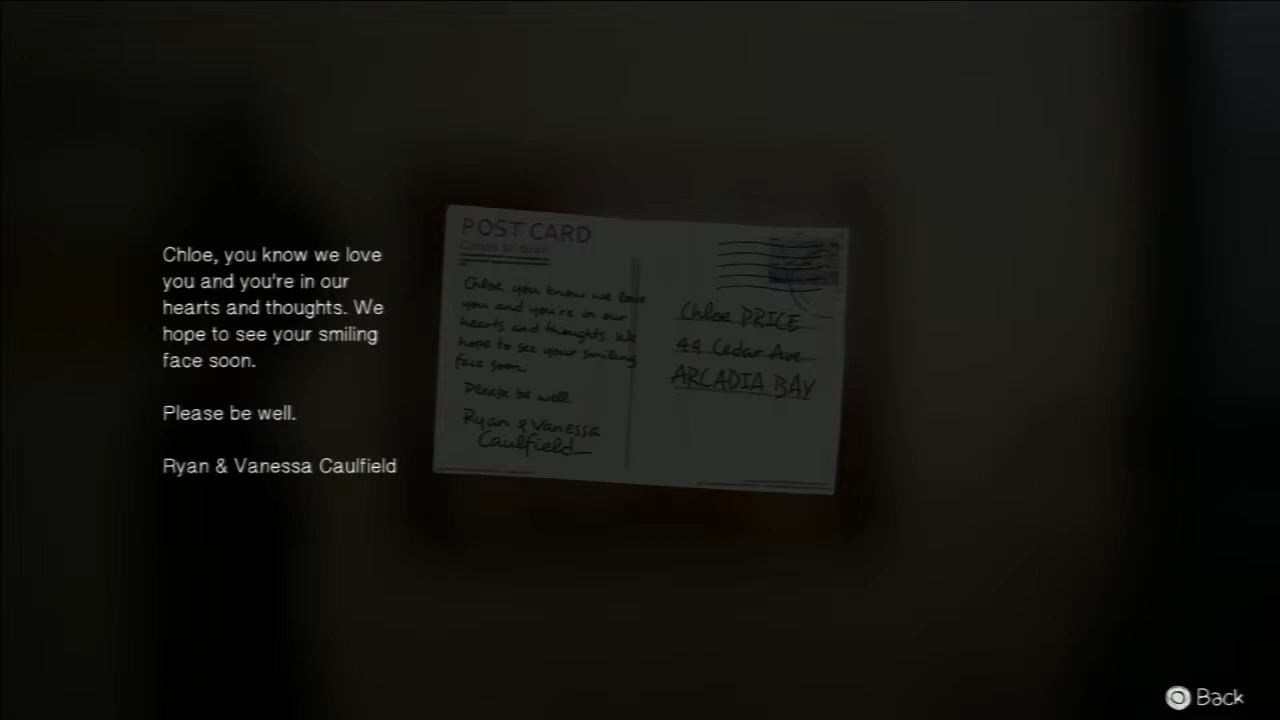 Chloe, you know we love
you and you're in our
hearts and thoughts. We
hope to see your smiling
face soon.
Please be well.
Ryan & Vanessa Caulfield
POST CARD
Chloe you know we love
you and you're in our
hearts and thoughts. We
hope to see your smiling
face soon.
Please be well.
Ryan & Vanessa
Caulfield
Chloe PRICE
44 Cedar Ave
ARCADIA BAY
Back